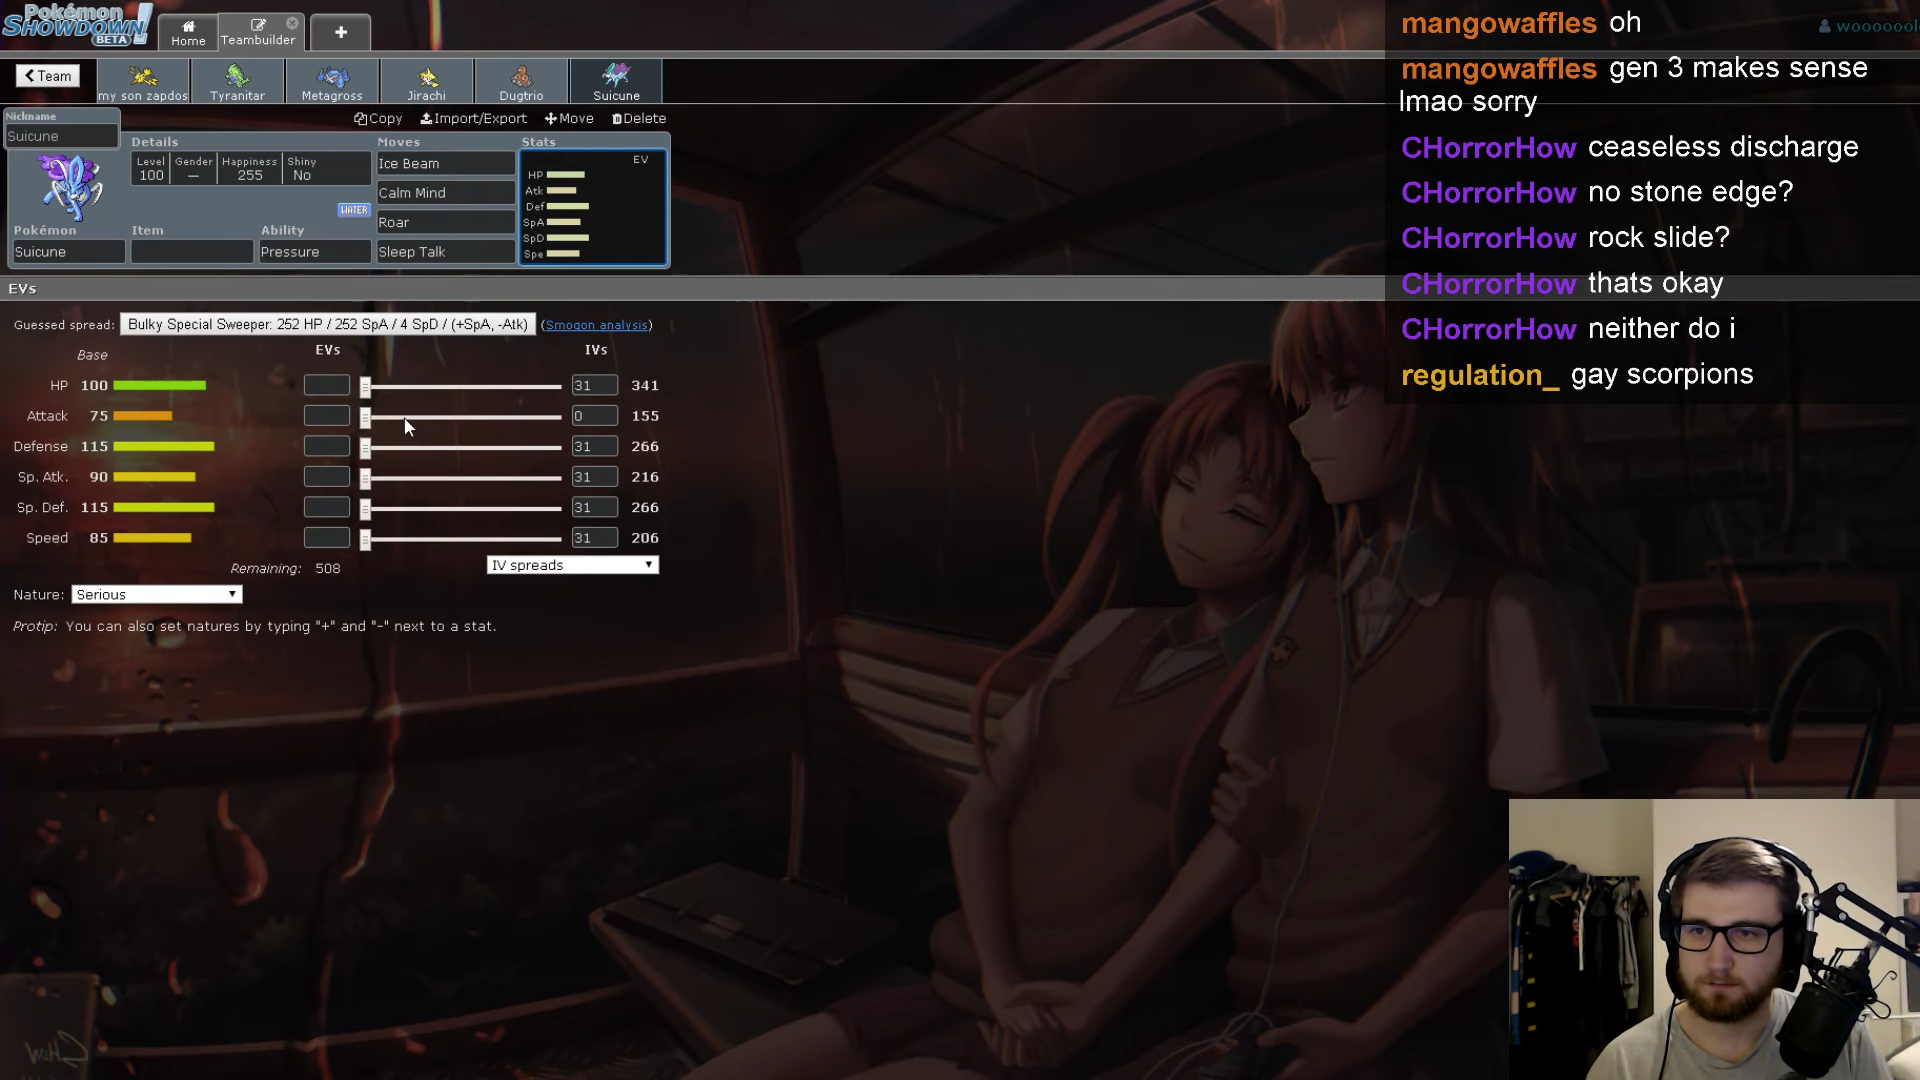 Pokémon
SHOWDOWN!
BETA
Home
Teambuilder
+
mangowaffles oh
mangowaffles gen 3 makes sense
lmao sorry
CHorrorHow ceaseless discharge
CHorrorHow no stone edge?
CHorrorHow rock slide?
CHorrorHow thats okay
CHorrorHow neither do i
regulation_ gay scorpions
Team
my son zapdos
Tyranitar
Metagross
Jirachi
Dugtrio
Suicune
Copy
Import/Export
Move
Delete
Nickname
Suicune
Details
Level
100
Gender
—
Happiness
255
Shiny
No
WATER
Pokémon
Suicune
Item
Ability
Pressure
Moves
Ice Beam
Calm Mind
Roar
Sleep Talk
Stats
EV
HP
Atk
Def
SpA
SpD
Spe
EVs
Guessed spread: Bulky Special Sweeper: 252 HP / 252 SpA / 4 SpD / (+SpA, -Atk) (Smogon analysis)
Base EVs IVs
HP 100 31 341
Attack 75 0 155
Defense 115 31 266
Sp. Atk. 90 31 216
Sp. Def. 115 31 266
Speed 85 31 206
Remaining: 508
IV spreads
Nature: Serious
Protip: You can also set natures by typing "+" and "-" next to a stat.